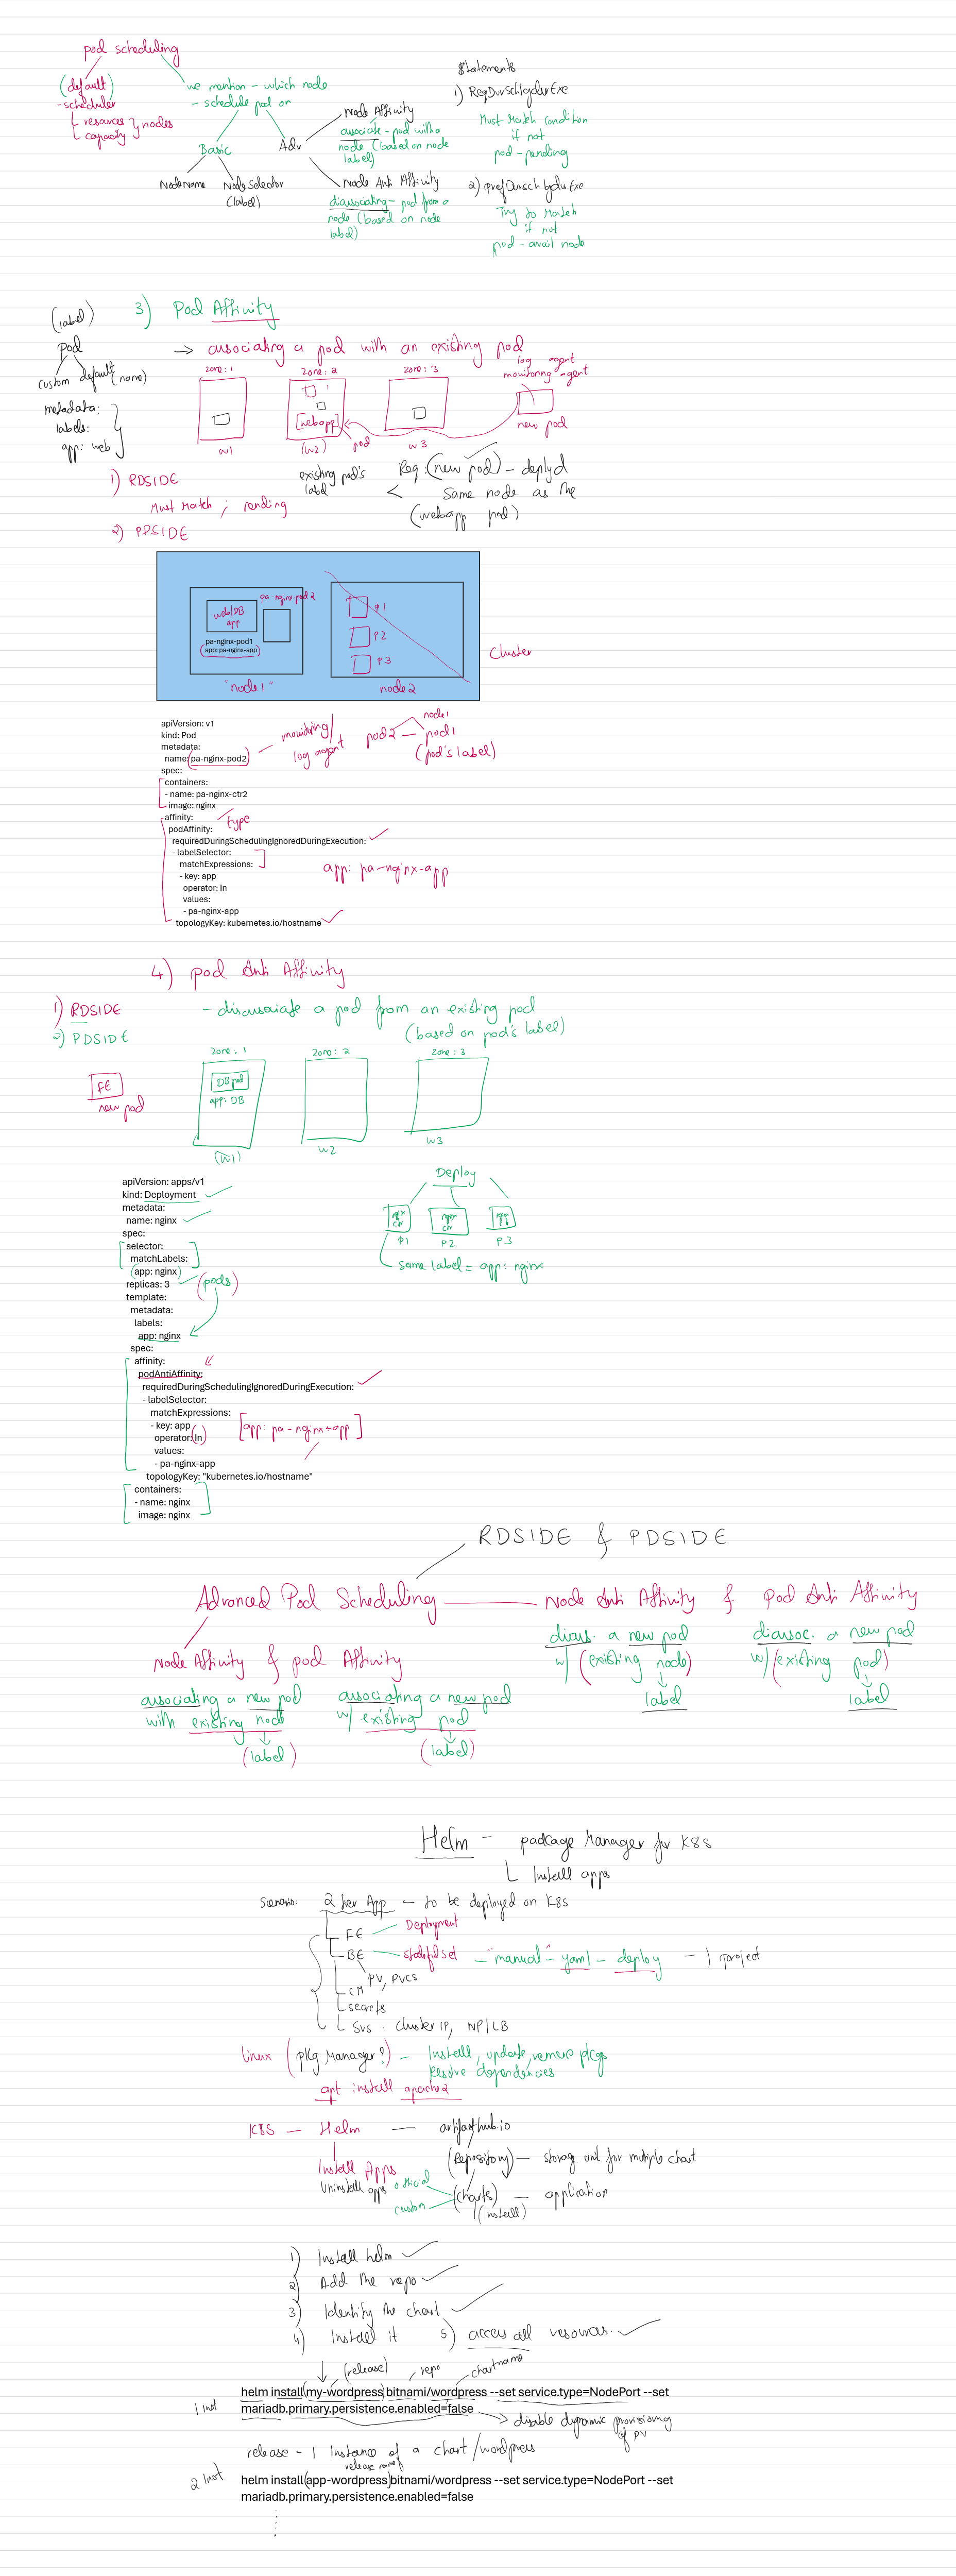 pod scheduling
(default)
- scheduler
resources
capacity
nodes
we mention - which node
- schedule pod on
Basic
Adv
NodeName
NodeSelector
(label)
Node Affinity
associate - pod with a
node (based on node
label)
Node Anti Affinity
disassociating - pod from a
node (based on node
label)
Statements
1)
Must Match condition
if not
pod - pending
2)
Try to Match
if not
pod - avail node
3) Pod Affinity
(label)
pod
custom default (name)
metadata:
labels:
app: web
→ associating a pod with an existing pod
zone: 1
zone: 2
zone: 3
log agent
monitoring agent
[webapp]
new pod
w1
(w2)
pod
w3
1) RDSIDE
Must Match ; pending
2) PDSIDE
existing pod's
label
<
Req: (new pod) - deplyd
same node as the
(webapp pod)
web/DB
app
pa-nginx-pod2
pa-nginx-pod1
app: pa-nginx-app
"node1"
P1
P2
P3
node2
Cluster
apiVersion: v1
kind: Pod
metadata:
name: pa-nginx-pod2
spec:
containers:
- name: pa-nginx-ctr2
image: nginx
affinity:
podAffinity:
requiredDuringSchedulingIgnoredDuringExecution:
- labelSelector:
matchExpressions:
- key: app
operator: In
values:
- pa-nginx-app
topologyKey: kubernetes.io/hostname
monitoring/
log agent
node1
pod2 — pod1
(pod's label)
type
app: pa-nginx-app
4) pod Anti Affinity
1) RDSIDE
2) PDSIDE
- disassociate a pod from an existing pod
(based on pod's label)
FE
new pod
zone: 1
zone: 2
zone: 3
DB pod
app: DB
(w1)
w2
w3
apiVersion: apps/v1
kind: Deployment
metadata:
name: nginx
spec:
selector:
matchLabels:
app: nginx
replicas: 3
(pods)
template:
metadata:
labels:
app: nginx
spec:
affinity:
podAntiAffinity:
requiredDuringSchedulingIgnoredDuringExecution:
- labelSelector:
matchExpressions:
- key: app
operator: In
values:
- pa-nginx-app
topologyKey: "kubernetes.io/hostname"
containers:
- name: nginx
image: nginx
[app: pa-nginx-app]
Deploy
P1
P2
P3
same label = app: nginx
RDSIDE & PDSIDE
Advanced Pod Scheduling
Node Anti Affinity & Pod Anti Affinity
disass. a new pod
w/ (existing node)
label
disassoc. a new pod
w/ (existing pod)
label
Node Affinity & pod Affinity
associating a new pod
with existing node
(label)
associating a new pod
w/ existing pod
(label)
Helm - package Manager for K8S
Install apps
Scenario: 2 tier App - to be deployed on K8s
FE - Deployment
BE - statefulset - "manual" - yaml - deploy - 1 project
PV, PVCs
CM
secrets
Svs : cluster IP, NP/LB
Linux (pkg Manager?) - Install, update, remove pkgs
Resolve dependencies
apt install apache2
K8S - Helm - artifacthub.io
Install Apps
Uninstall apps
(Repository) - storage unit for multiple chart
official
custom
(charts) - application
(Install)
1) Install helm
2) Add the repo
3) Identify the chart
4) Install it
5) access all resources
(release)
repo
chartname
1 inst
helm install my-wordpress bitnami/wordpress --set service.type=NodePort --set
mariadb.primary.persistence.enabled=false
disable dynamic provisioning
of PV
release - 1 Instance of a chart/wordpress
release name
2 Inst
helm install app-wordpress bitnami/wordpress --set service.type=NodePort --set
mariadb.primary.persistence.enabled=false